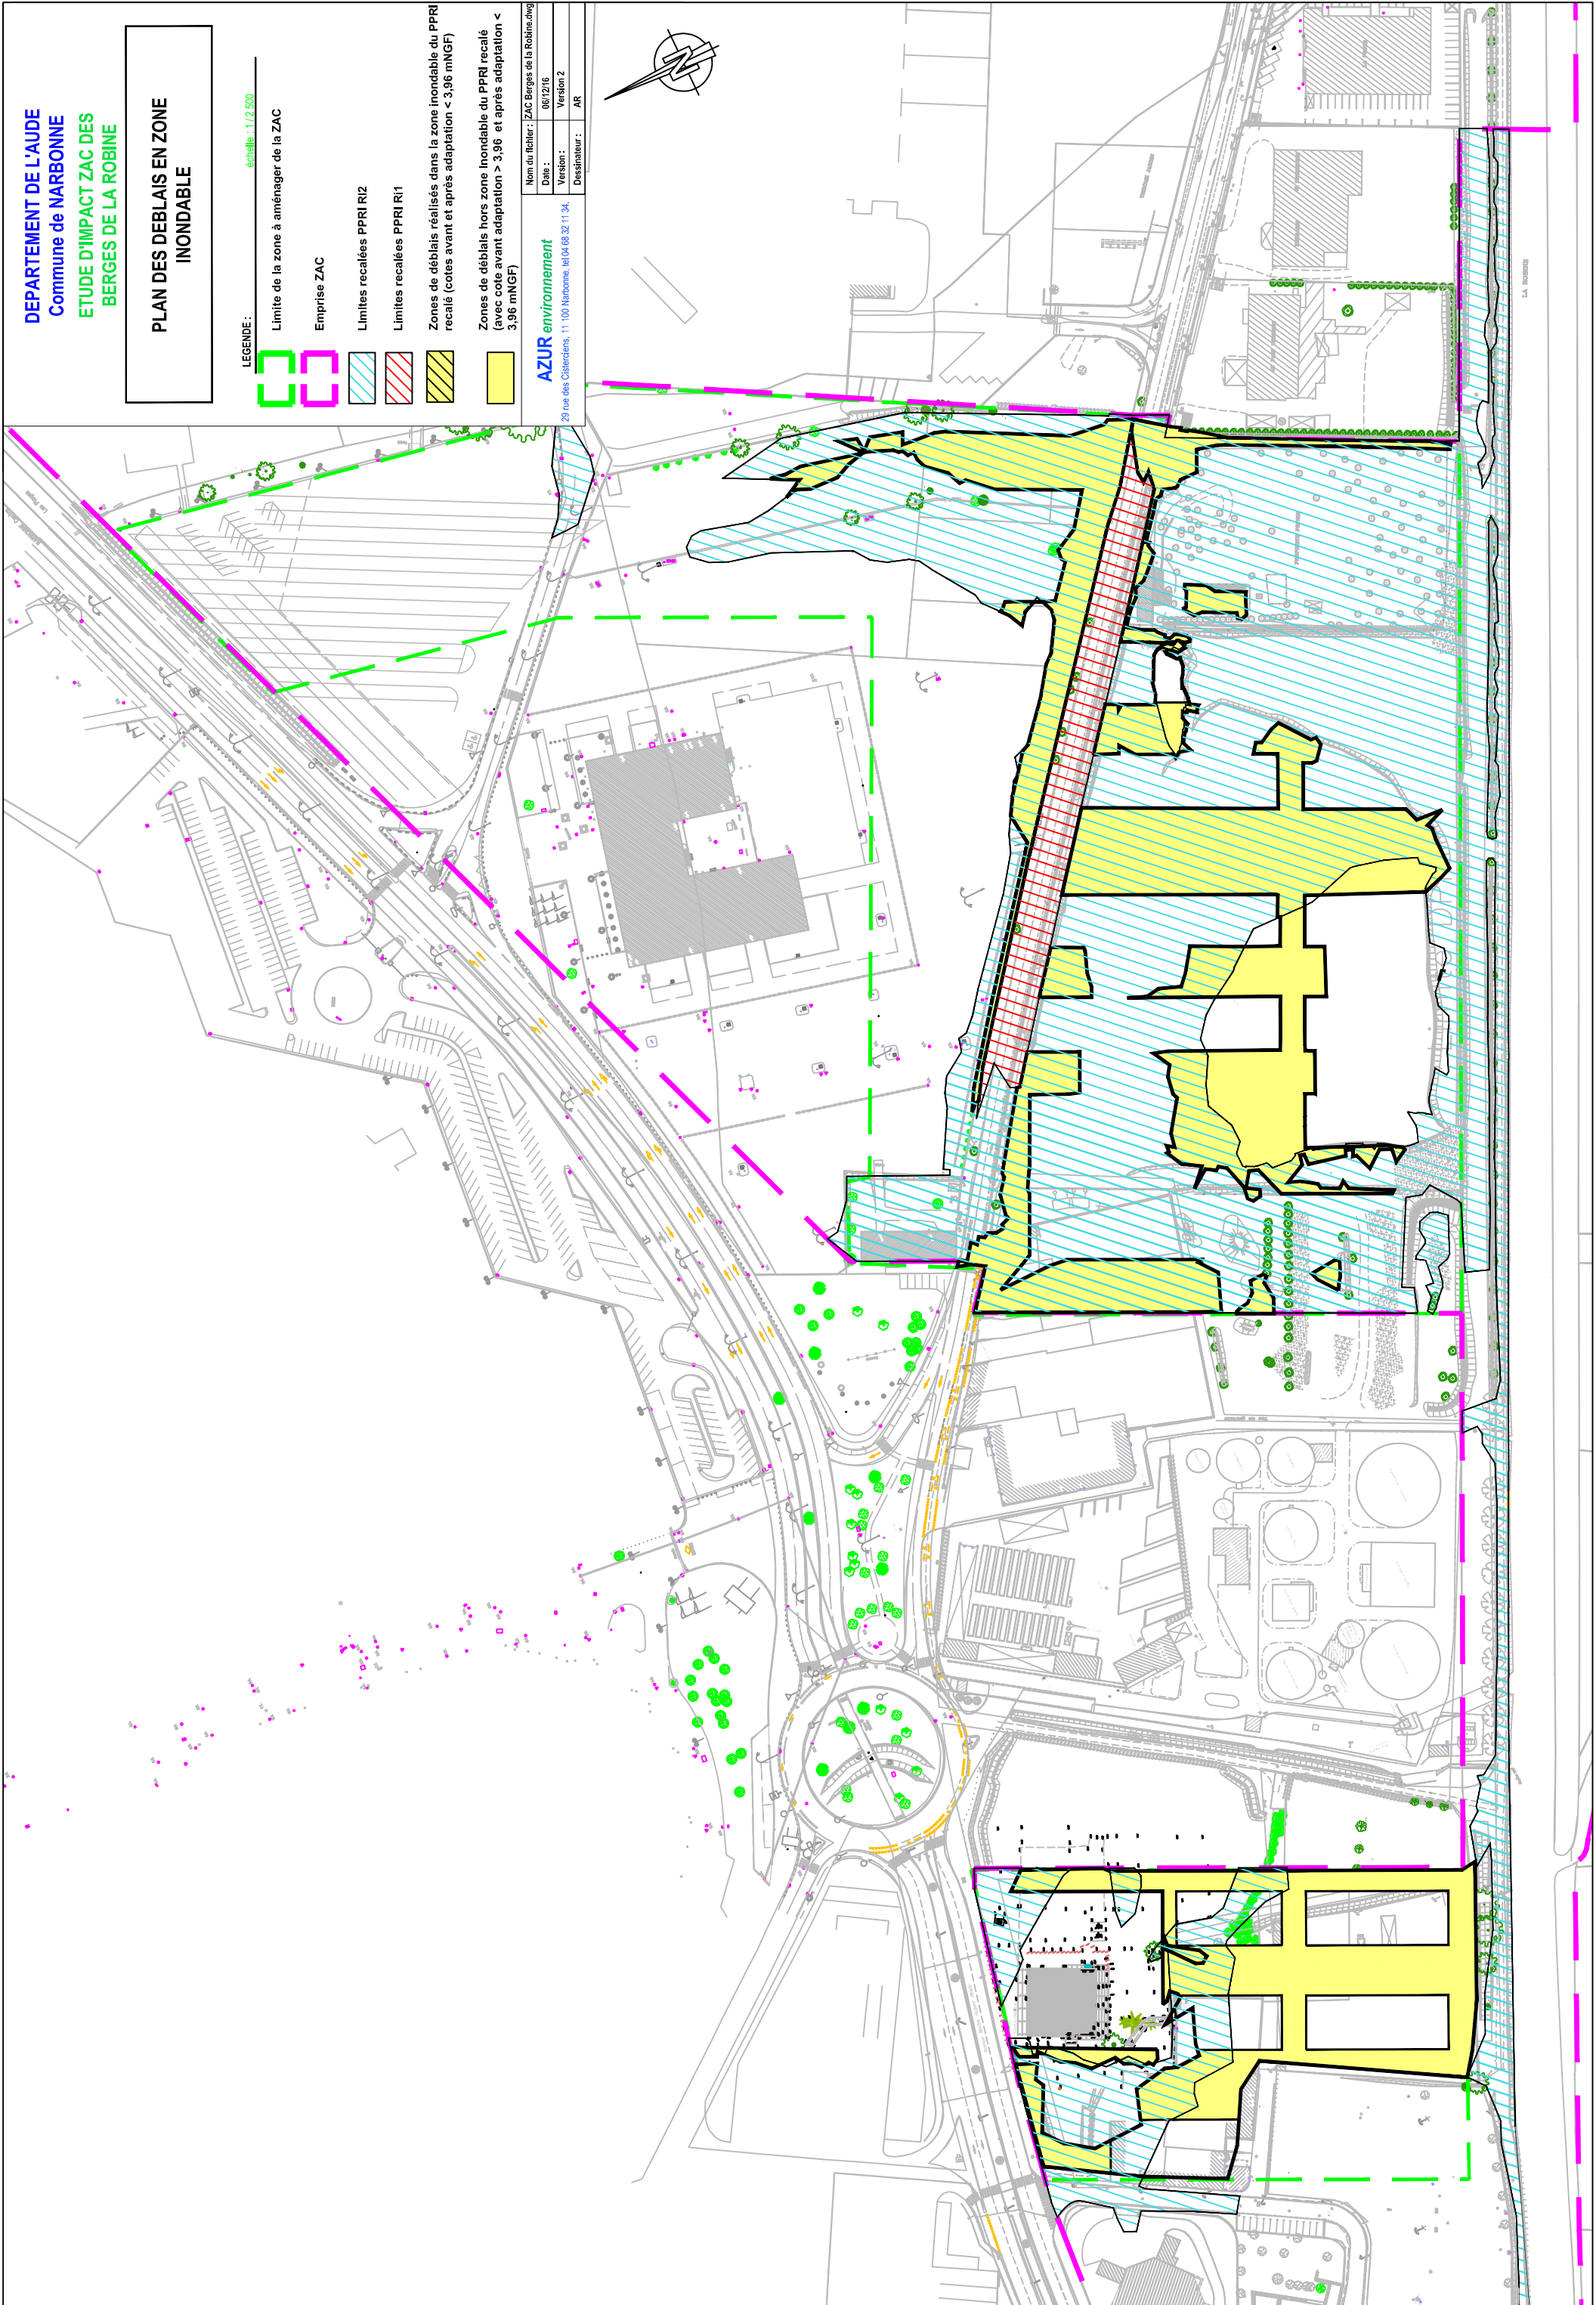 DEPARTEMENT DE L'AUDE
Commune de NARBONNE
ETUDE D'IMPACT ZAC DES
BERGES DE LA ROBINE
PLAN DES DEBLAIS EN ZONE
INONDABLE
échelle : 1 / 2 500
LEGENDE :
Limite de la zone à aménager de la ZAC
Emprise ZAC
Limites recalées PPRI Ri2
Limites recalées PPRI Ri1
Zones de déblais réalisés dans la zone inondable du PPRI
recalé (cotes avant et après adaptation < 3,96 mNGF)
Zones de déblais hors zone inondable du PPRI recalé
(avec cote avant adaptation > 3,96 et après adaptation <
3,96 mNGF)
AZUR environnement
29 rue des Cisterciens, 11 100 Narbonne, tel 04 68 32 11 34.
Nom du fichier : ZAC Berges de la Robine.dwg
Date : 06/12/16
Version : Version 2
Dessinateur : AR
N
LA ROBINE